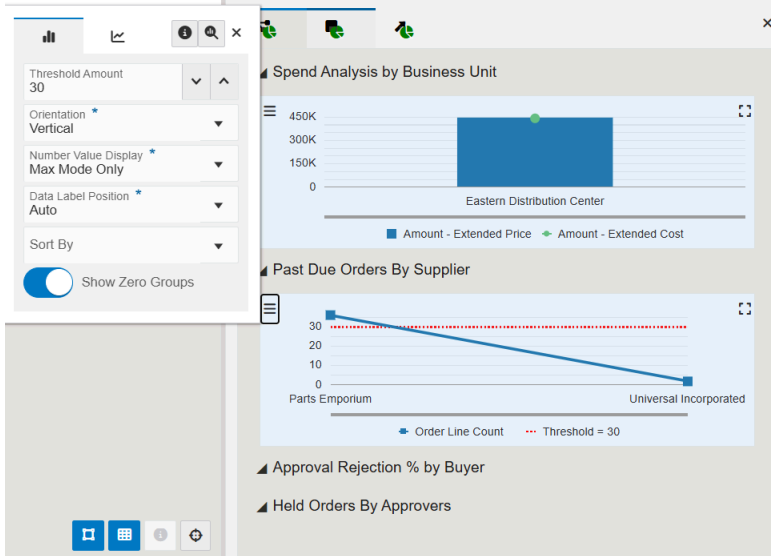 Threshold Amount
30
Orientation *
Vertical
Number Value Display *
Max Mode Only
Data Label Position *
Auto
Sort By
Show Zero Groups
Spend Analysis by Business Unit
450K
300K
150K
0
Eastern Distribution Center
Amount - Extended Price Amount - Extended Cost
Past Due Orders By Supplier
30
20
10
0
Parts Emporium Universal Incorporated
Order Line Count Threshold = 30
Approval Rejection % by Buyer
Held Orders By Approvers